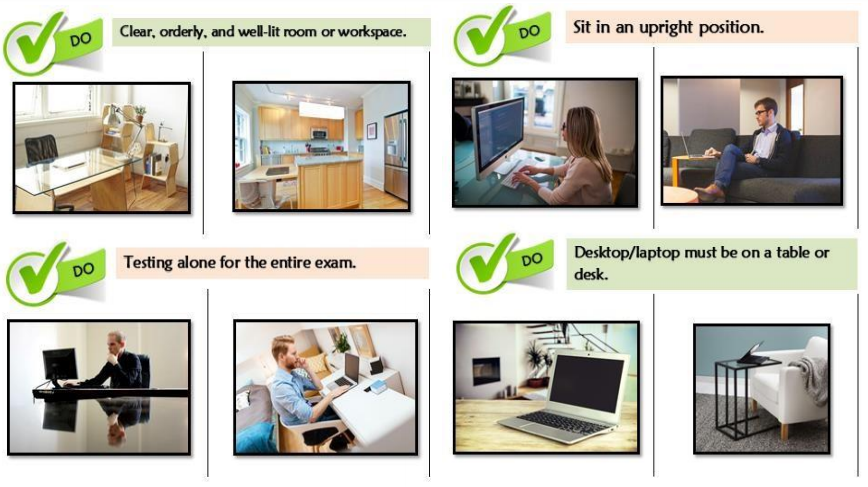 DO
Clear, orderly, and well-lit room or workspace.
DO
Sit in an upright position.
DO
Testing alone for the entire exam.
DO
Desktop/laptop must be on a table or
desk.